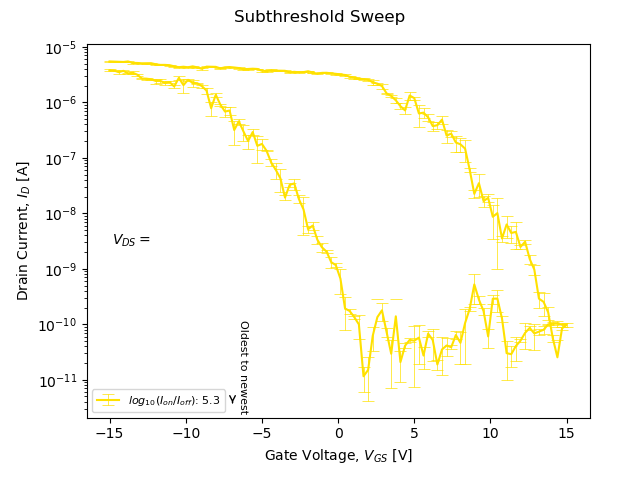 Subthreshold Sweep
Drain Current, $I_D$ [A]
10⁻⁵
10⁻⁶
10⁻⁷
10⁻⁸
10⁻⁹
10⁻¹⁰
10⁻¹¹
V_DS =
Oldest to newest
log₁₀(I_on/I_off): 5.3
−15 −10 −5 0 5 10 15
Gate Voltage, V_GS [V]